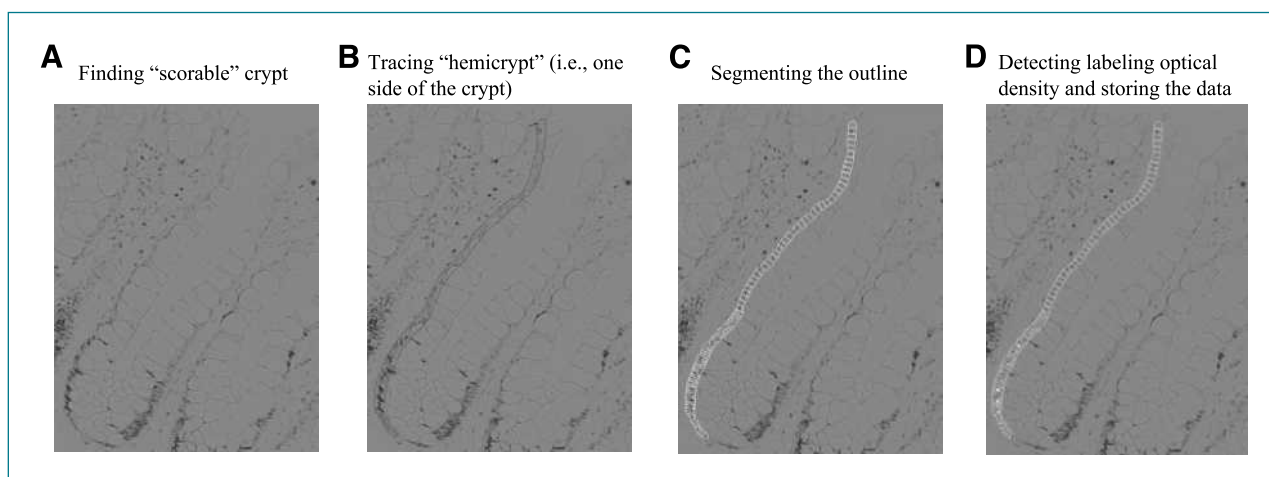 A
Finding “scorable” crypt
B
Tracing “hemicrypt” (i.e., one
side of the crypt)
C
Segmenting the outline
D
Detecting labeling optical
density and storing the data